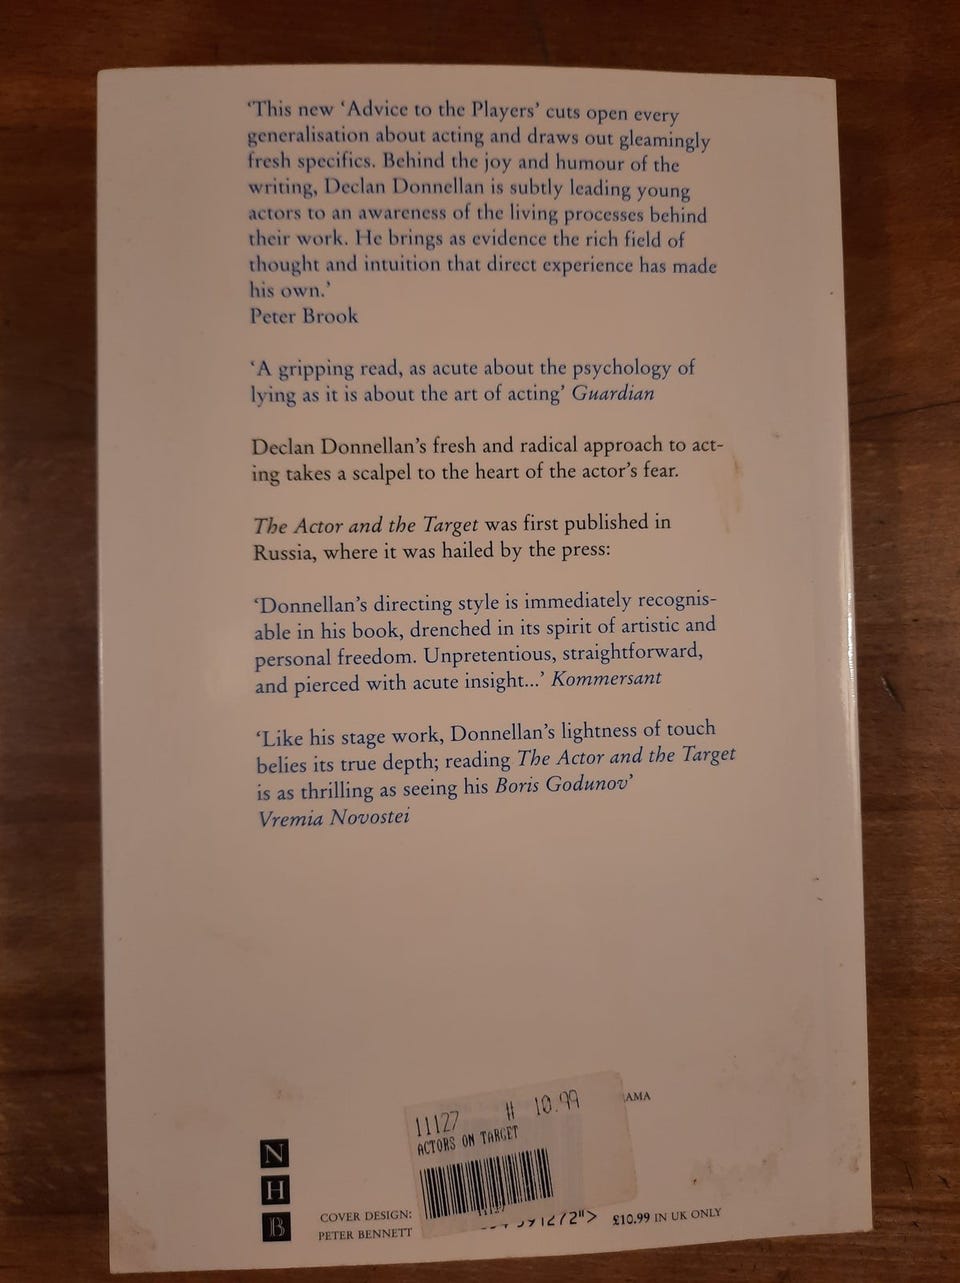 ‘This new ‘Advice to the Players’ cuts open every
generalisation about acting and draws out gleamingly
fresh specifics. Behind the joy and humour of the
writing, Declan Donnellan is subtly leading young
actors to an awareness of the living processes behind
their work. He brings as evidence the rich field of
thought and intuition that direct experience has made
his own.’
Peter Brook
‘A gripping read, as acute about the psychology of
lying as it is about the art of acting’ Guardian
Declan Donnellan’s fresh and radical approach to act-
ing takes a scalpel to the heart of the actor’s fear.
The Actor and the Target was first published in
Russia, where it was hailed by the press:
‘Donnellan’s directing style is immediately recognis-
able in his book, drenched in its spirit of artistic and
personal freedom. Unpretentious, straightforward,
and pierced with acute insight...’ Kommersant
‘Like his stage work, Donnellan’s lightness of touch
belies its true depth; reading The Actor and the Target
is as thrilling as seeing his Boris Godunov’
Vremia Novostei
AMA
11127 # 10.99
ACTORS ON TARGET
11127
N
H
B
COVER DESIGN:
PETER BENNETT
£10.99 IN UK ONLY